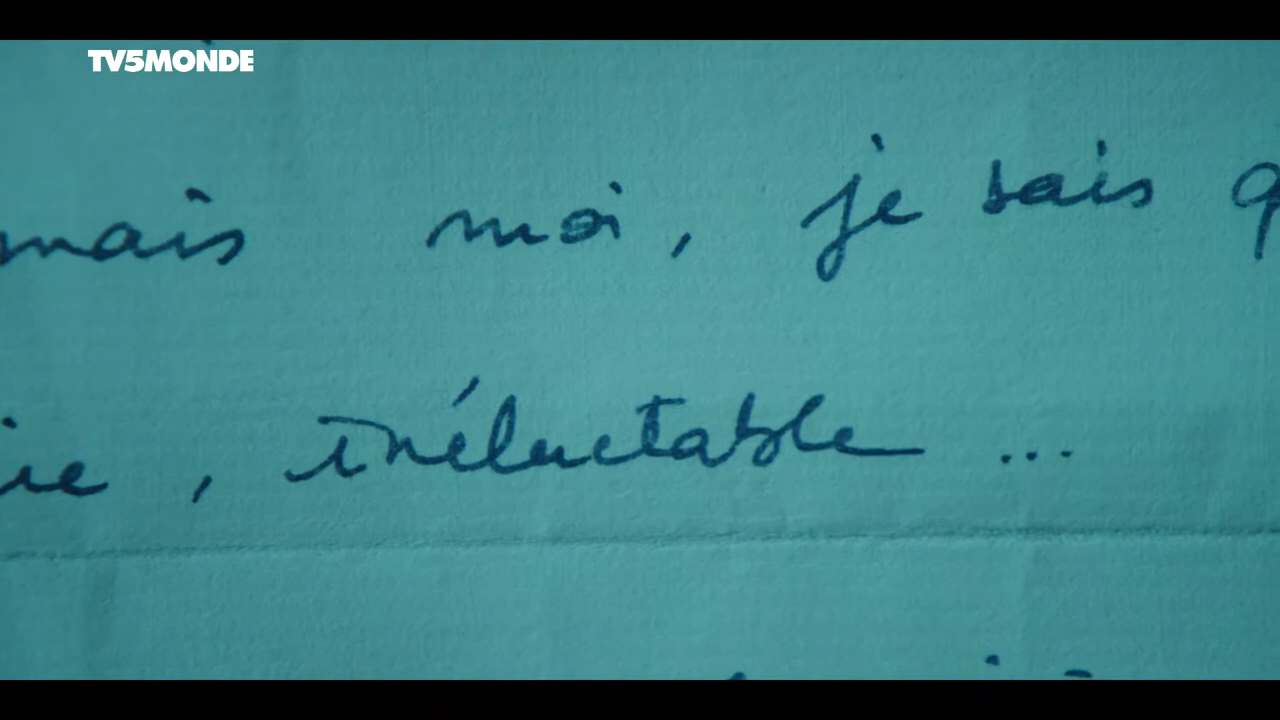 TV5MONDE
mais moi, je sais
, inéluctable ...